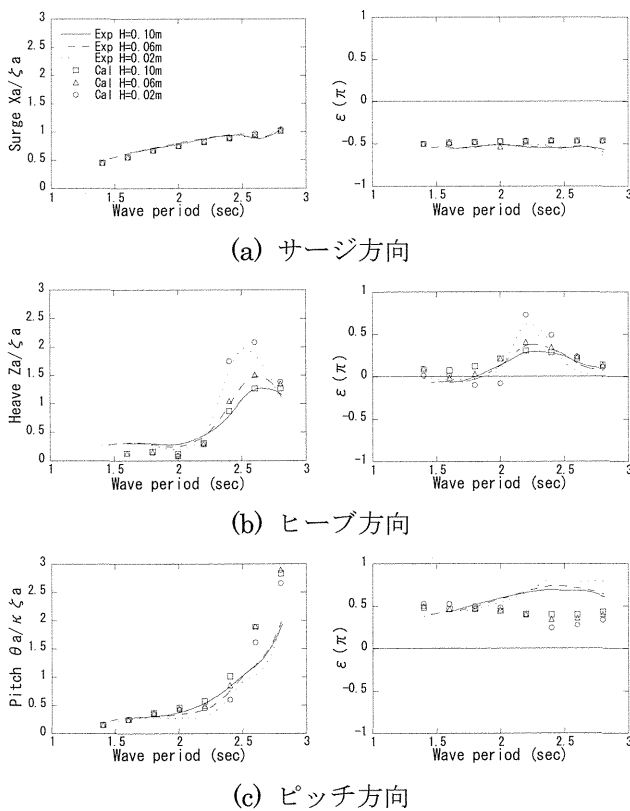 3
2.5
2
1.5
1
0.5
0
Surge Xa/ζa
Exp H=0.10m
Exp H=0.06m
Exp H=0.02m
Cal H=0.10m
Cal H=0.06m
Cal H=0.02m
1 1.5 2 2.5 3
Wave period (sec)
1
0.5
0
-0.5
-1
ε(π)
1 1.5 2 2.5 3
Wave period (sec)
(a) サージ方向
3
2.5
2
1.5
1
0.5
0
Heave Za/ζa
1 1.5 2 2.5 3
Wave period (sec)
1
0.5
0
-0.5
-1
ε(π)
1 1.5 2 2.5 3
Wave period (sec)
(b) ヒーブ方向
3
2.5
2
1.5
1
0.5
0
Pitch θa/κζa
1 1.5 2 2.5 3
Wave period (sec)
1
0.5
0
-0.5
-1
ε(π)
1 1.5 2 2.5 3
Wave period (sec)
(c) ピッチ方向